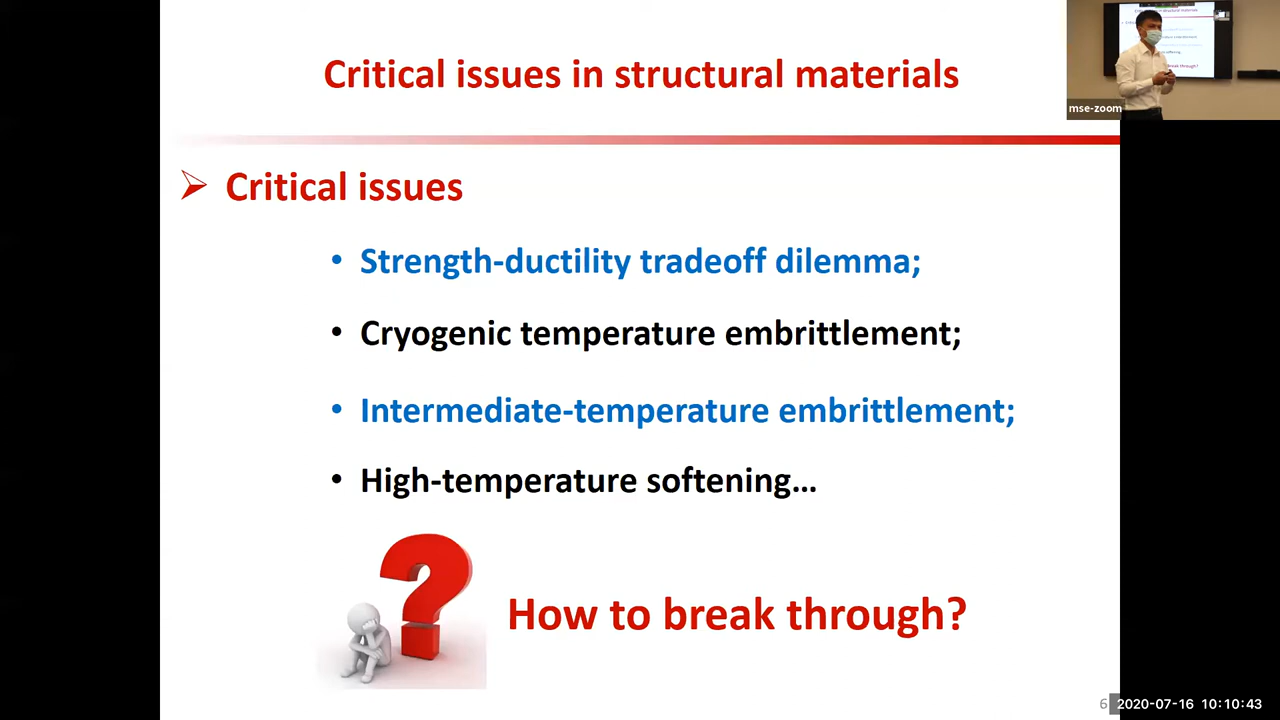 Critical issues in structural materials
mse-zoom
➢ Critical issues
• Strength-ductility tradeoff dilemma;
• Cryogenic temperature embrittlement;
• Intermediate-temperature embrittlement;
• High-temperature softening...
How to break through?
6
2020-07-16 10:10:43